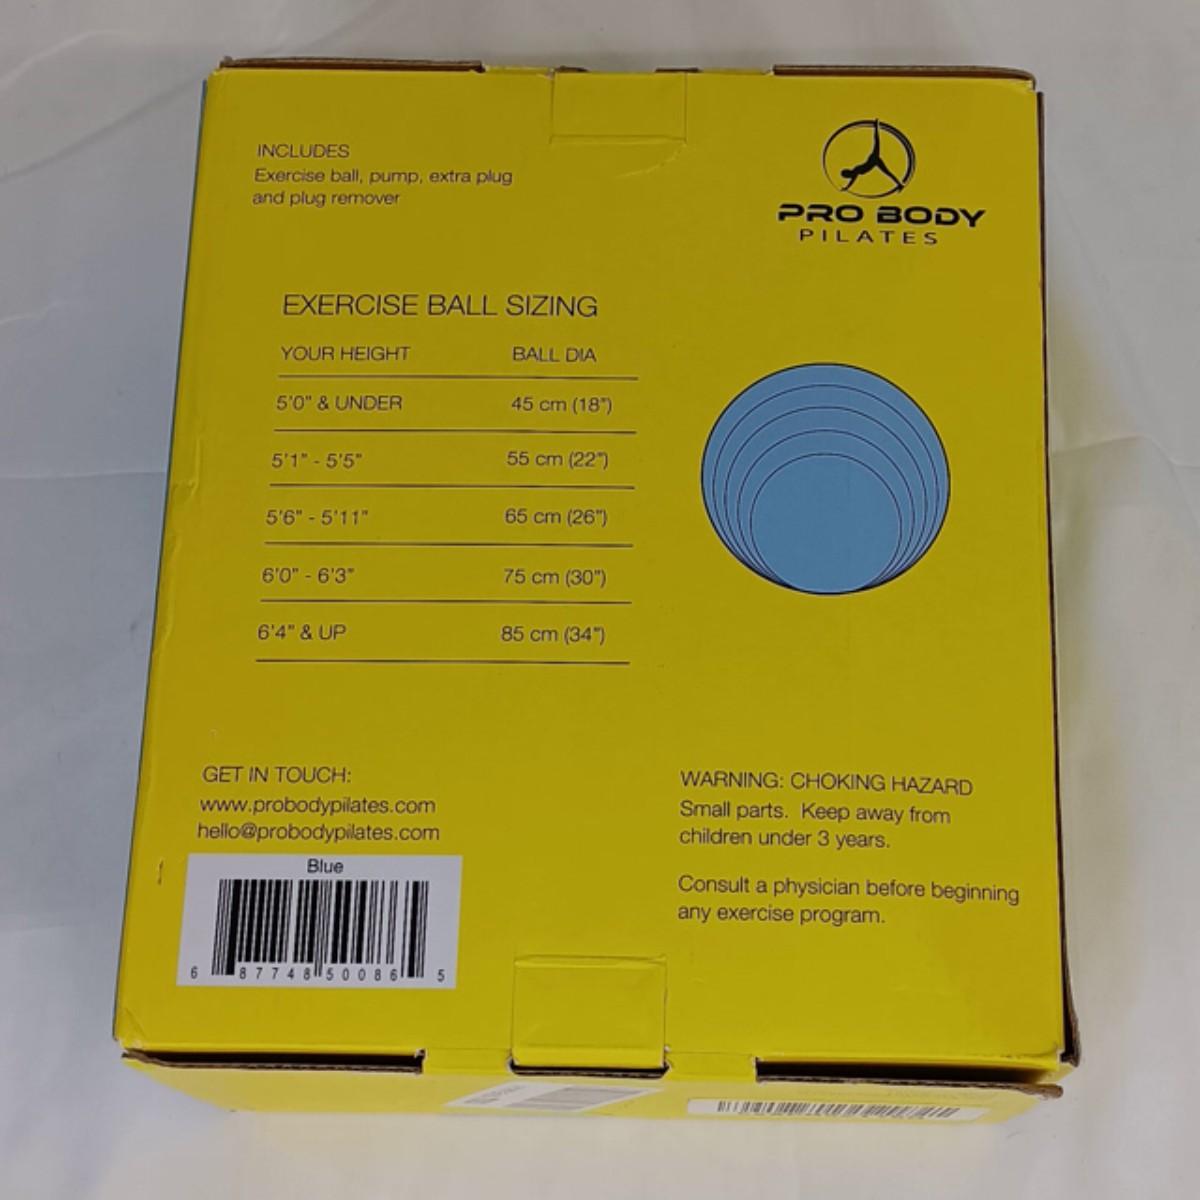 INCLUDES
Exercise ball, pump, extra plug
and plug remover
PRO BODY
PILATES
EXERCISE BALL SIZING
YOUR HEIGHT BALL DIA
5'0" & UNDER 45 cm (18")
5'1" - 5'5" 55 cm (22")
5'6" - 5'11" 65 cm (26")
6'0" - 6'3" 75 cm (30")
6'4" & UP 85 cm (34")
GET IN TOUCH:
www.probodypilates.com
hello@probodypilates.com
WARNING: CHOKING HAZARD
Small parts. Keep away from
children under 3 years.
Consult a physician before beginning
any exercise program.
Blue
6 87748 50086 5